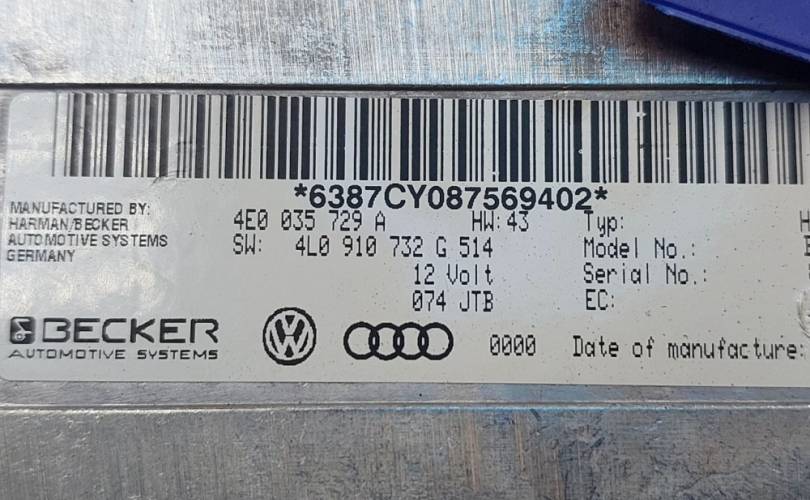 *6387CY087569402*
MANUFACTURED BY:
HARMAN/BECKER
AUTOMOTIVE SYSTEMS
GERMANY
4E0 035 729 A HW:43 Typ:
SW: 4L0 910 732 G 514 Model No.:
12 Volt Serial No.:
074 JTB EC:
BECKER
AUTOMOTIVE SYSTEMS
0000 Date of manufacture: